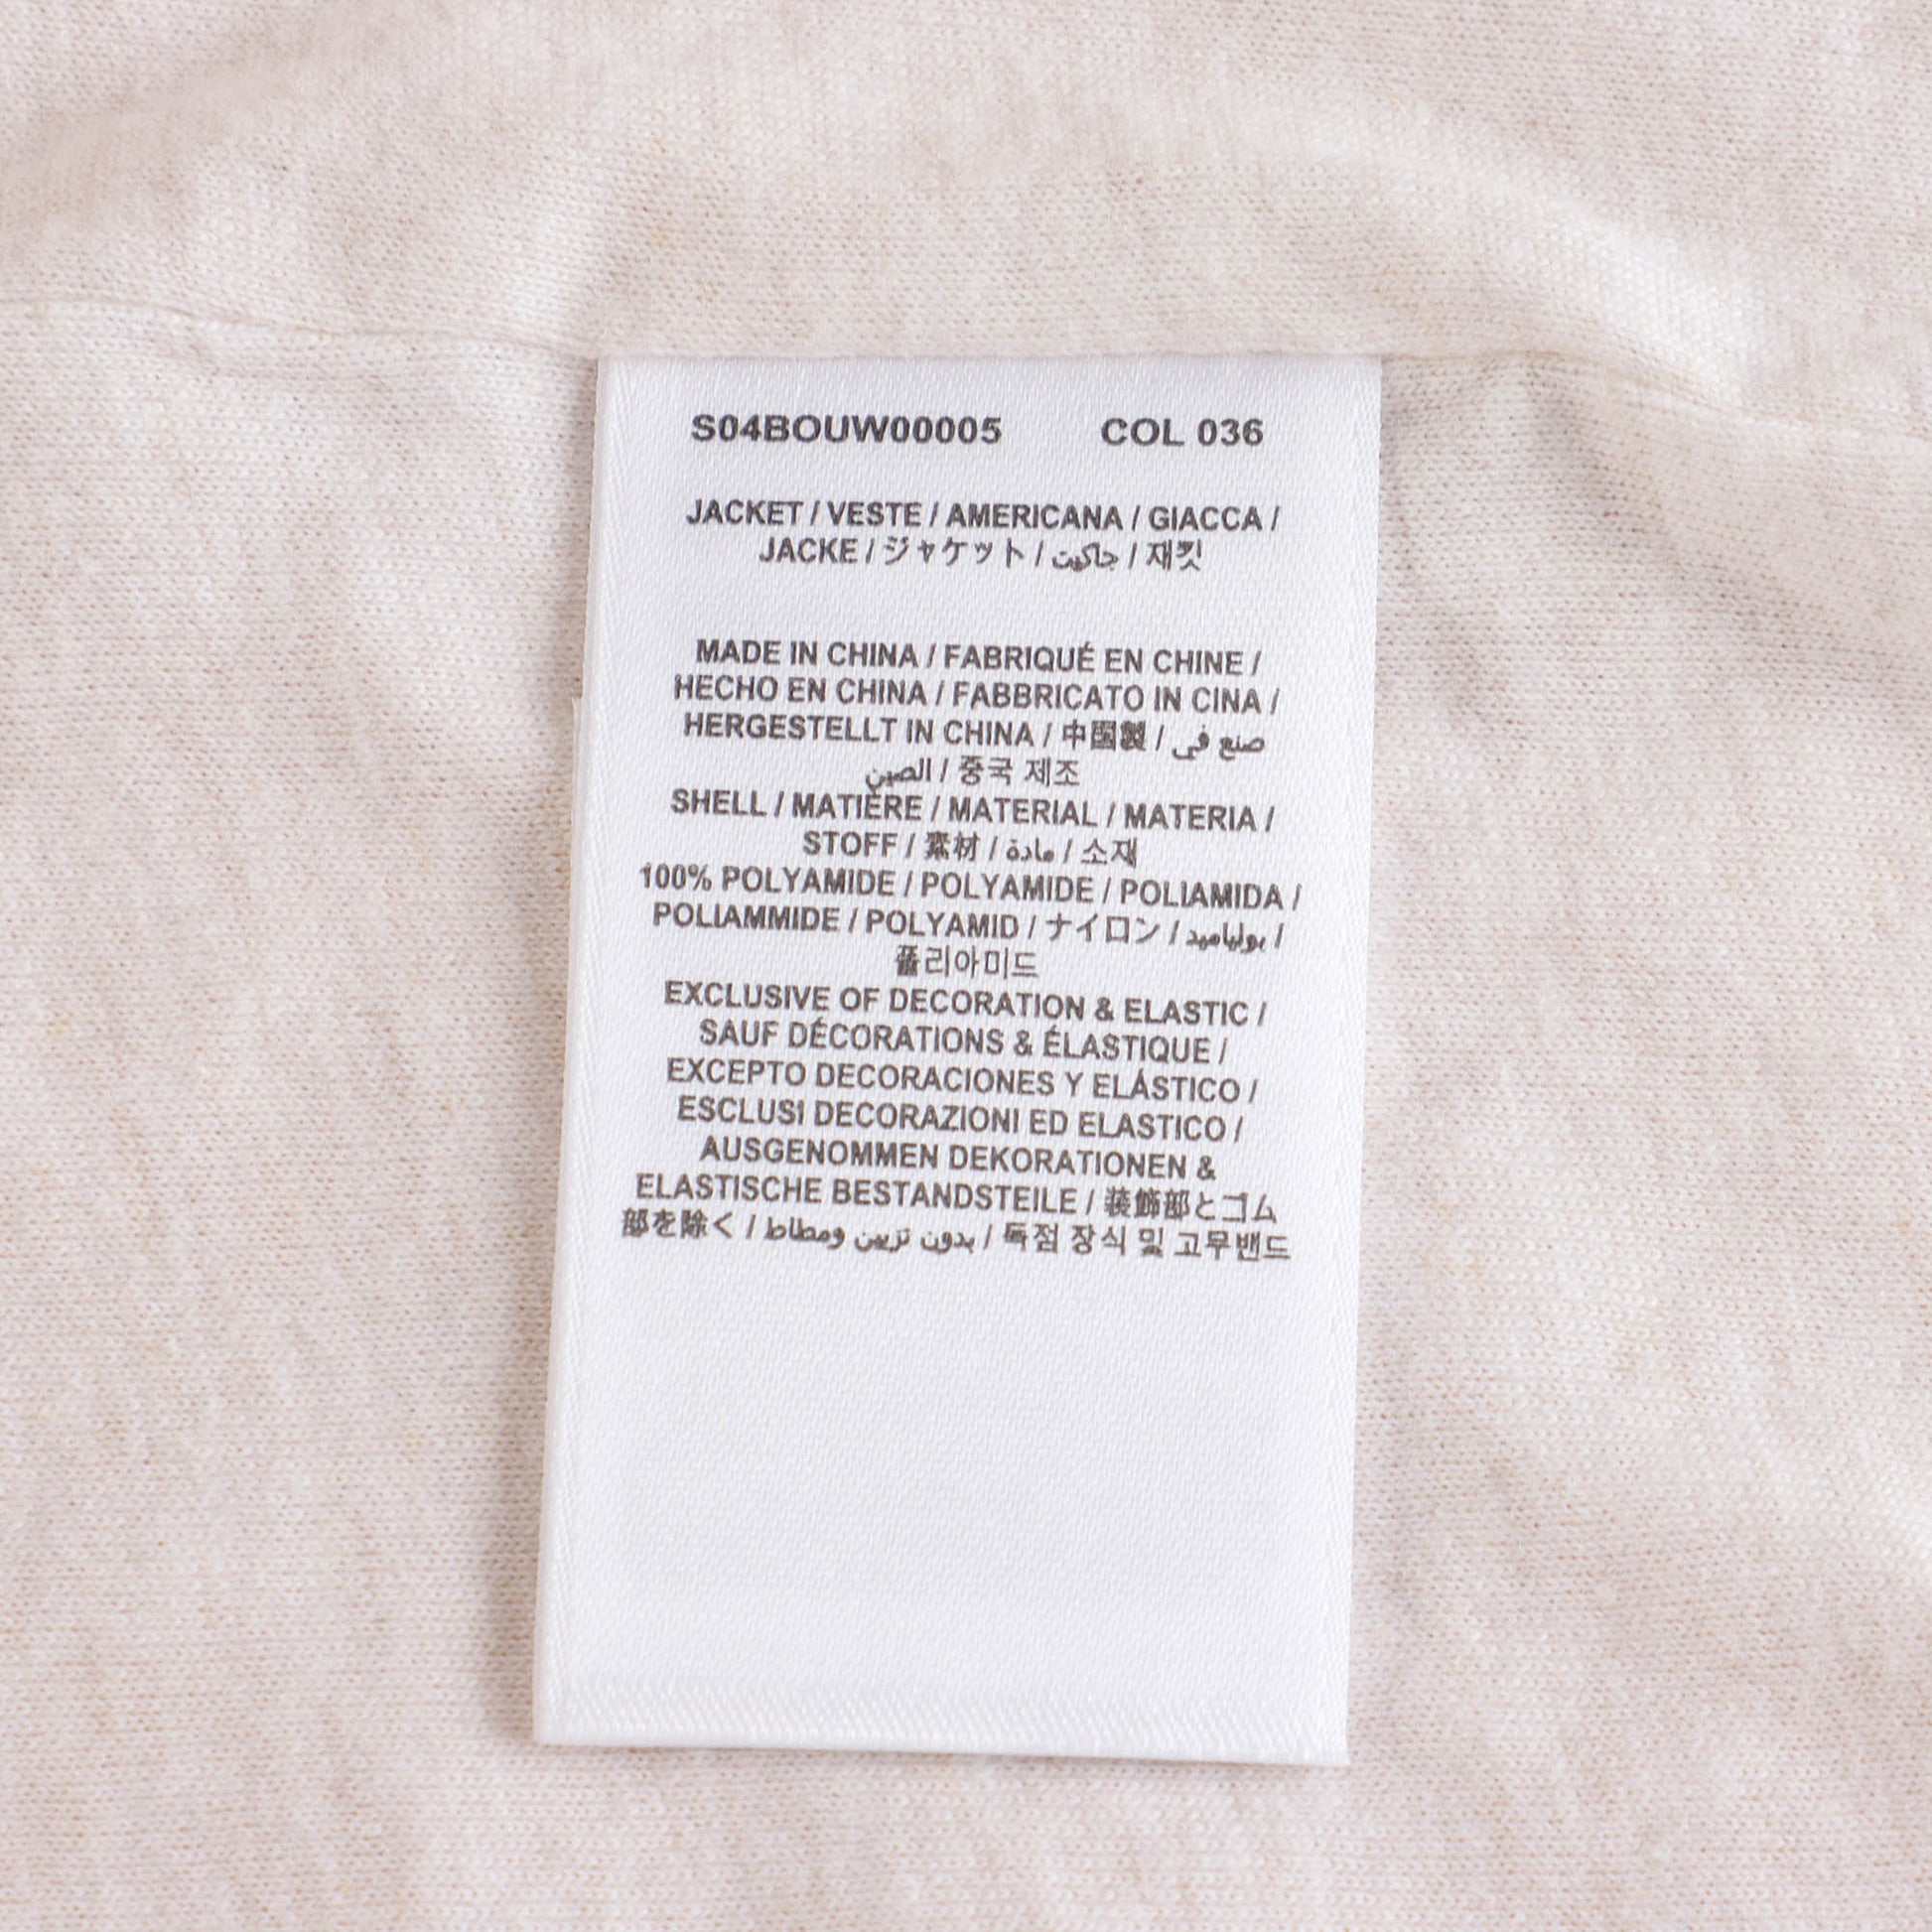 S04BOUW00005 COL 036
JACKET / VESTE / AMERICANA / GIACCA /
JACKE / ジャケット / جاكيت / 재킷
MADE IN CHINA / FABRIQUÉ EN CHINE /
HECHO EN CHINA / FABBRICATO IN CINA /
HERGESTELLT IN CHINA / 中国製 / صنع في
الصين / 중국 제조
SHELL / MATIÈRE / MATERIAL / MATERIA /
STOFF / 素材 / مادة / 소재
100% POLYAMIDE / POLYAMIDE / POLIAMIDA /
POLIAMMIDE / POLYAMID / ナイロン / بولياميد /
폴리아미드
EXCLUSIVE OF DECORATION & ELASTIC /
SAUF DÉCORATIONS & ÉLASTIQUE /
EXCEPTO DECORACIONES Y ELÁSTICO /
ESCLUSI DECORAZIONI ED ELASTICO /
AUSGENOMMEN DEKORATIONEN &
ELASTISCHE BESTANDSTEILE / 装飾部とゴム
部を除く / بدون تزيين ومطاط / 독점 장식 및 고무밴드